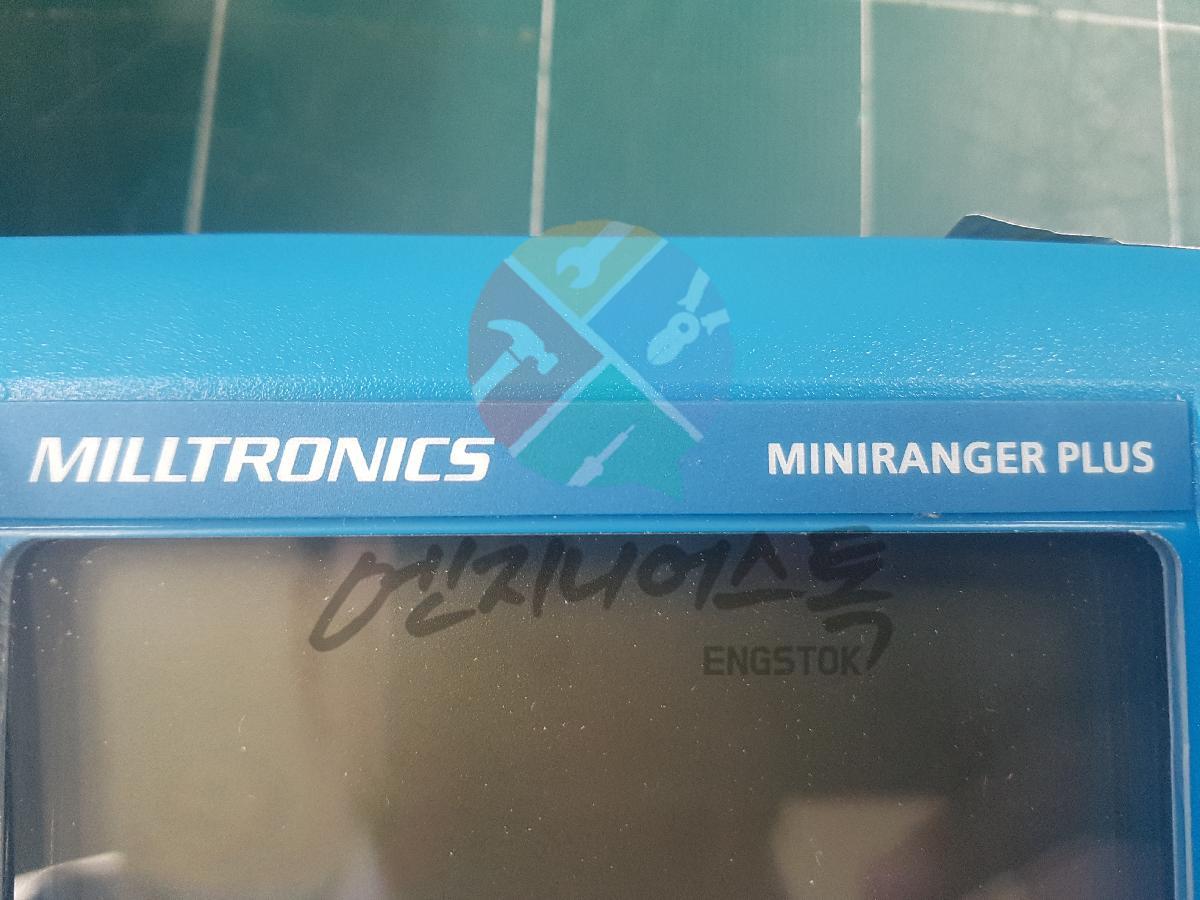 MILLTRONICS MINIRANGER PLUS
엔지니어스톡
ENGSTOK